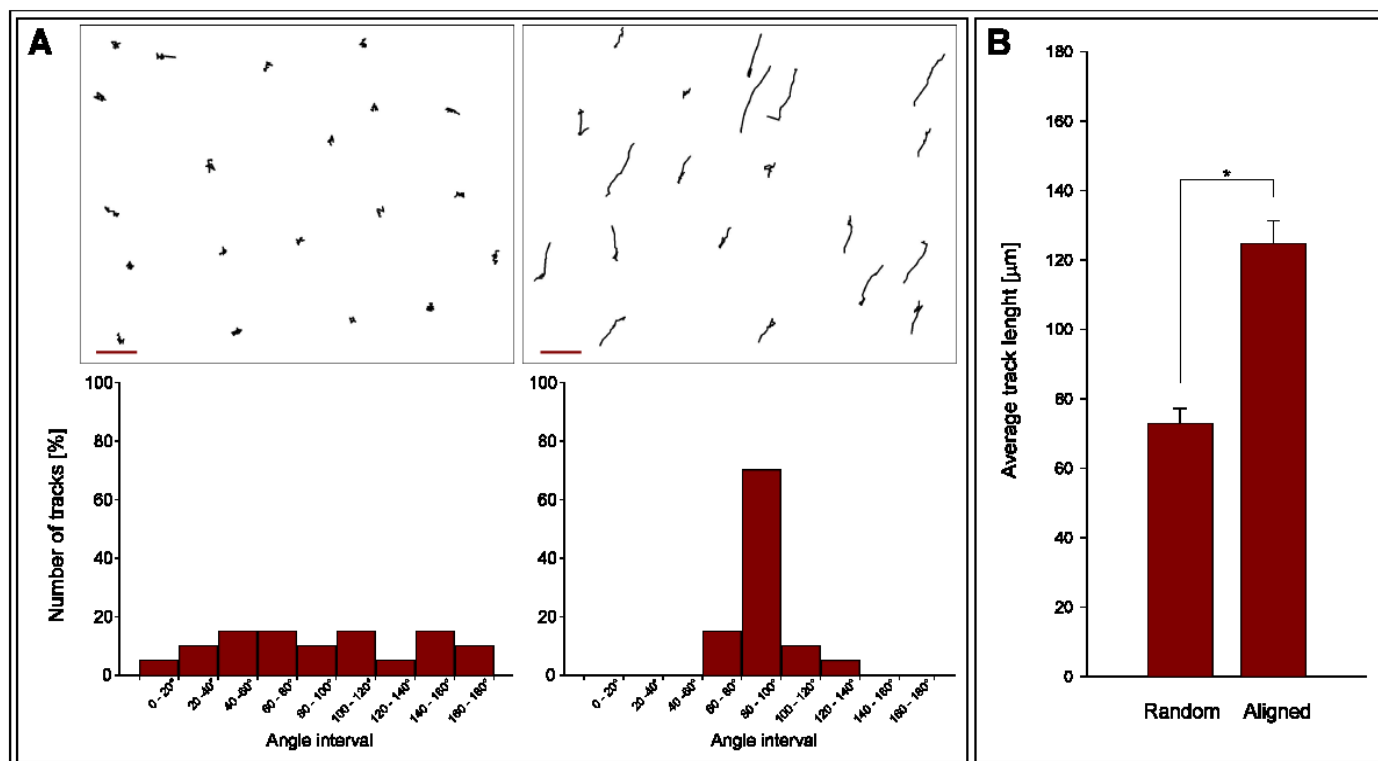 A
Number of tracks [%]
100
80
60
40
20
0
0 - 20°
20 -40°
40 -60°
60 - 80°
80 - 100°
100 - 120°
120 - 140°
140 - 160°
160 - 180°
Angle interval
100
80
60
40
20
0
0 - 20°
20 -40°
40 -60°
60 - 80°
80 - 100°
100 - 120°
120 - 140°
140 - 160°
160 - 180°
Angle interval
B
Average track lenght [µm]
180
160
140
120
100
80
60
40
20
0
*
Random
Aligned